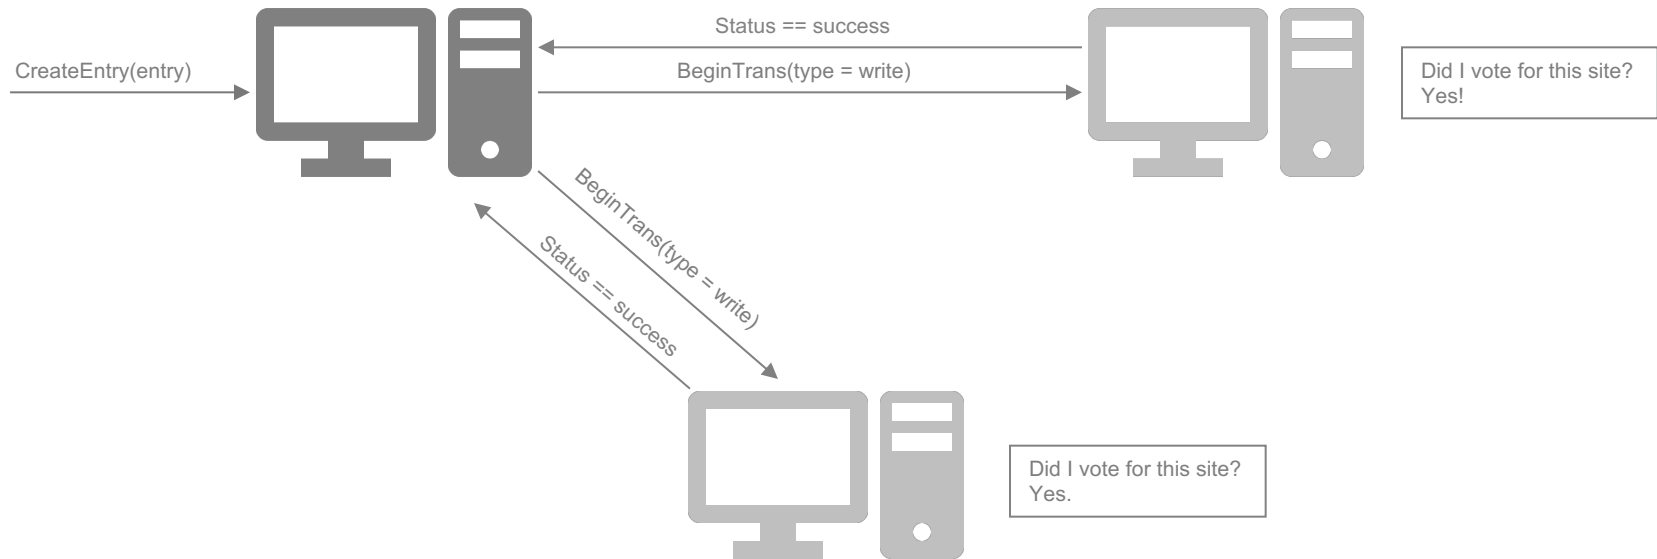 Status == success
CreateEntry(entry)
BeginTrans(type = write)
Did I vote for this site?
Yes!
BeginTrans(type = write)
Status == success
Did I vote for this site?
Yes.